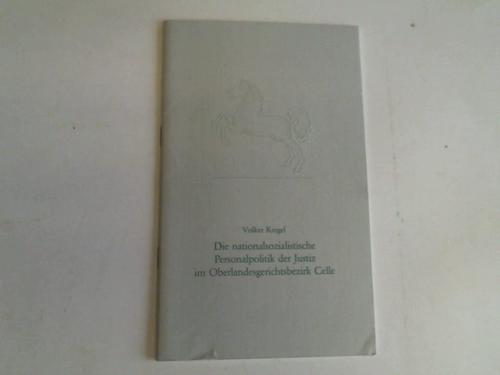 Volker Kregel
Die nationalsozialistische
Personalpolitik der Justiz
im Oberlandesgerichtsbezirk Celle